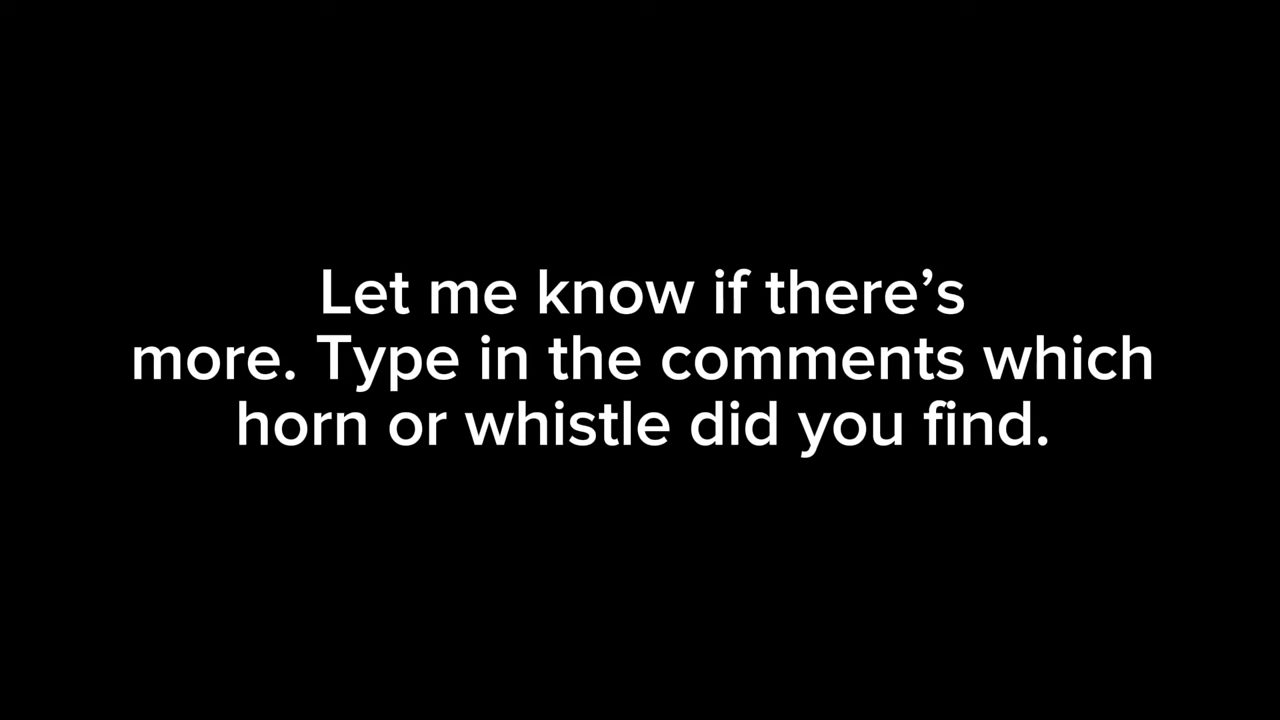 Let me know if there’s
more. Type in the comments which
horn or whistle did you find.